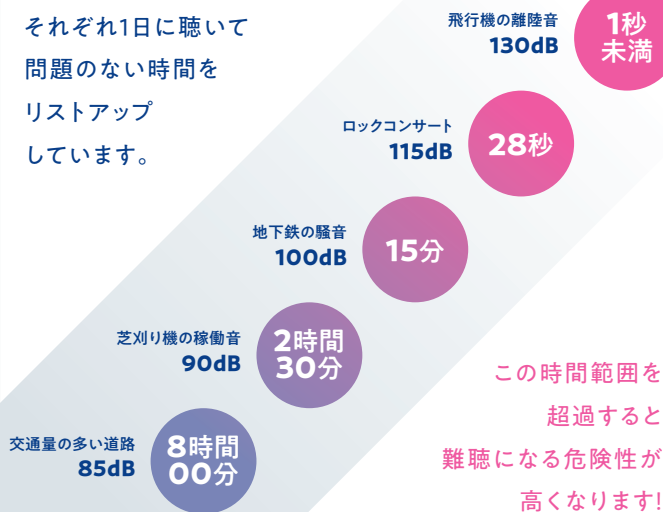 それぞれ1日に聴いて
問題のない時間を
リストアップ
しています。
飛行機の離陸音
130dB
1秒
未満
ロックコンサート
115dB
28秒
地下鉄の騒音
100dB
15分
芝刈り機の稼働音
90dB
2時間
30分
交通量の多い道路
85dB
8時間
00分
この時間範囲を
超過すると
難聴になる危険性が
高くなります!